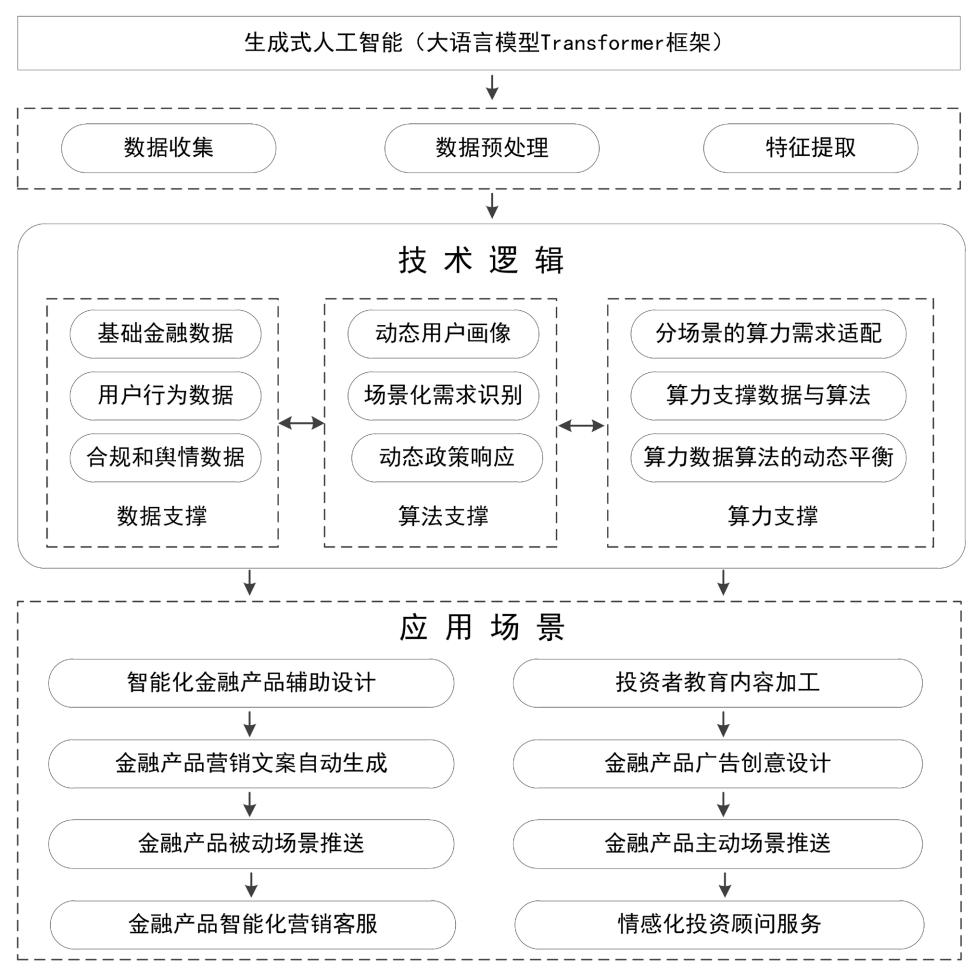 生成式人工智能（大语言模型Transformer框架）
数据收集
数据预处理
特征提取
技术逻辑
基础金融数据
用户行为数据
合规和舆情数据
数据支撑
动态用户画像
场景化需求识别
动态政策响应
算法支撑
分场景的算力需求适配
算力支撑数据与算法
算力数据算法的动态平衡
算力支撑
应用场景
智能化金融产品辅助设计
金融产品营销文案自动生成
金融产品被动场景推送
金融产品智能化营销客服
投资者教育内容加工
金融产品广告创意设计
金融产品主动场景推送
情感化投资顾问服务